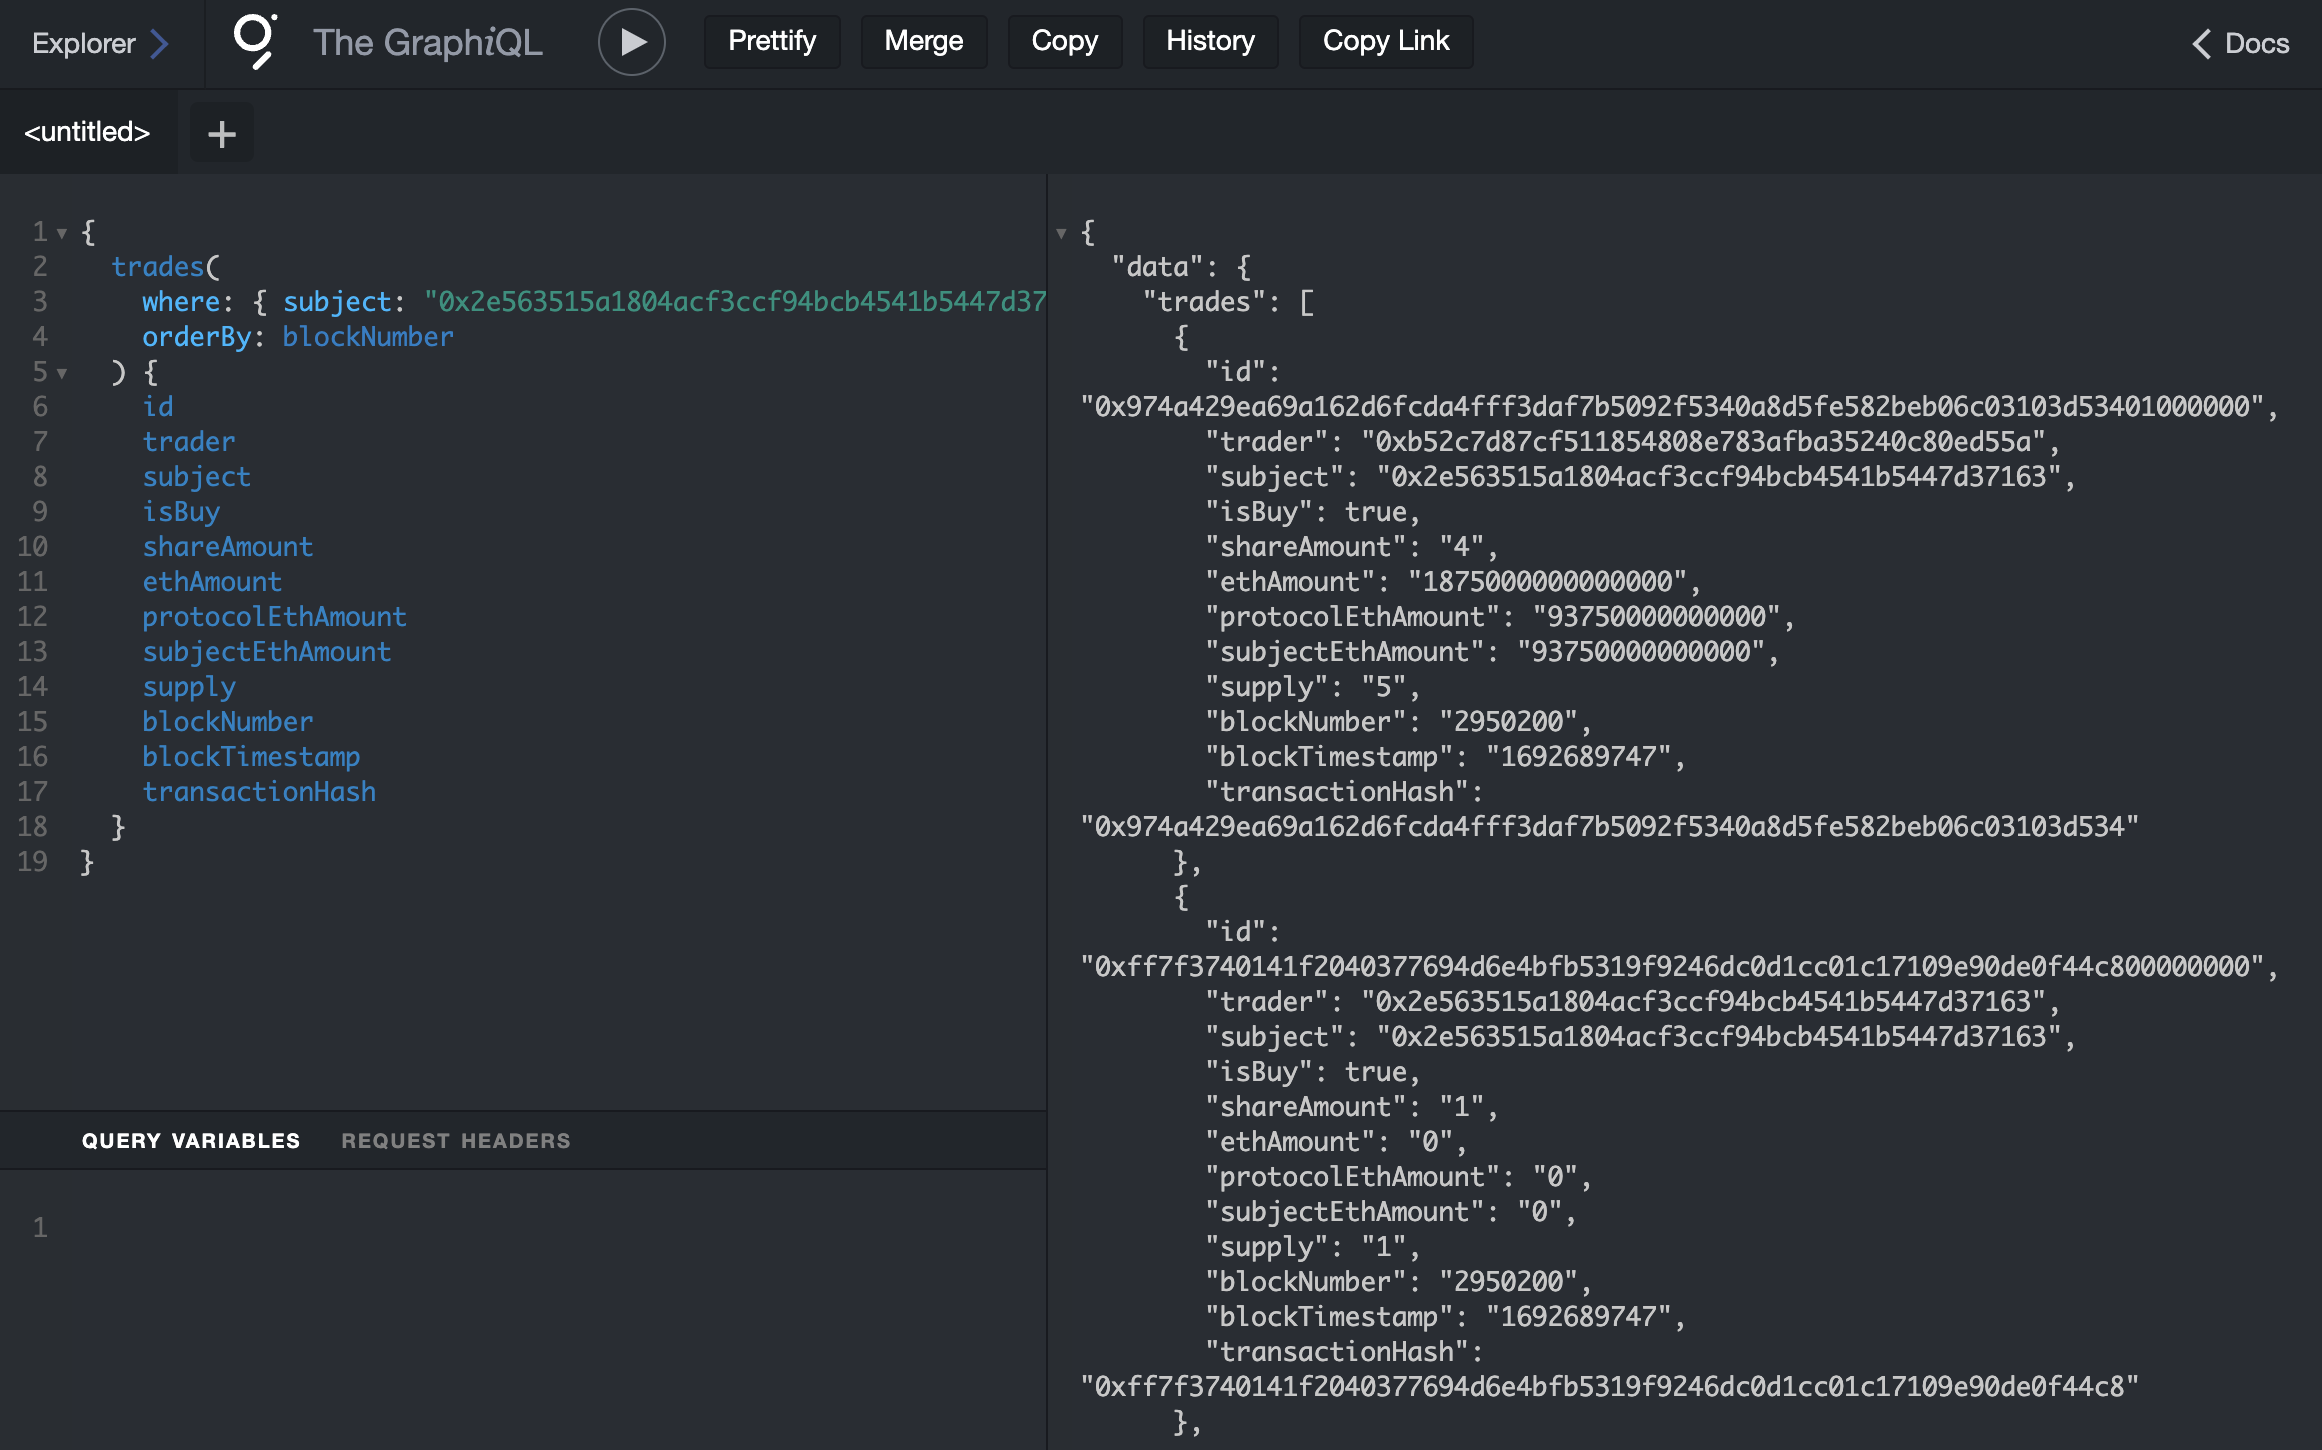 Explorer
The GraphiQL
Prettify
Merge
Copy
History
Copy Link
Docs
<untitled>
+
1 {
2 trades(
3 where: { subject: "0x2e563515a1804acf3ccf94bcb4541b5447d37
4 orderBy: blockNumber
5 ) {
6 id
7 trader
8 subject
9 isBuy
10 shareAmount
11 ethAmount
12 protocolEthAmount
13 subjectEthAmount
14 supply
15 blockNumber
16 blockTimestamp
17 transactionHash
18 }
19 }
QUERY VARIABLES
REQUEST HEADERS
1
{
"data": {
"trades": [
{
"id":
"0x974a429ea69a162d6fcda4fff3daf7b5092f5340a8d5fe582beb06c03103d53401000000",
"trader": "0xb52c7d87cf511854808e783afba35240c80ed55a",
"subject": "0x2e563515a1804acf3ccf94bcb4541b5447d37163",
"isBuy": true,
"shareAmount": "4",
"ethAmount": "1875000000000000",
"protocolEthAmount": "93750000000000",
"subjectEthAmount": "93750000000000",
"supply": "5",
"blockNumber": "2950200",
"blockTimestamp": "1692689747",
"transactionHash":
"0x974a429ea69a162d6fcda4fff3daf7b5092f5340a8d5fe582beb06c03103d534"
},
{
"id":
"0xff7f3740141f2040377694d6e4bfb5319f9246dc0d1cc01c17109e90de0f44c800000000",
"trader": "0x2e563515a1804acf3ccf94bcb4541b5447d37163",
"subject": "0x2e563515a1804acf3ccf94bcb4541b5447d37163",
"isBuy": true,
"shareAmount": "1",
"ethAmount": "0",
"protocolEthAmount": "0",
"subjectEthAmount": "0",
"supply": "1",
"blockNumber": "2950200",
"blockTimestamp": "1692689747",
"transactionHash":
"0xff7f3740141f2040377694d6e4bfb5319f9246dc0d1cc01c17109e90de0f44c8"
},